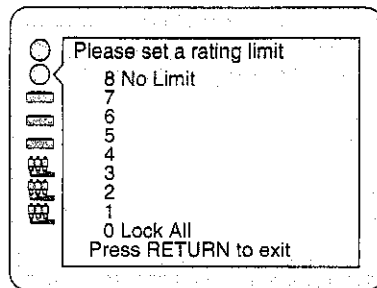 Please set a rating limit
8 No Limit
7
6
5
4
3
2
1
0 Lock All
Press RETURN to exit